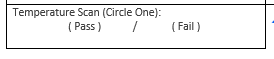 Temperature Scan (Circle One):
( Pass ) / ( Fail )